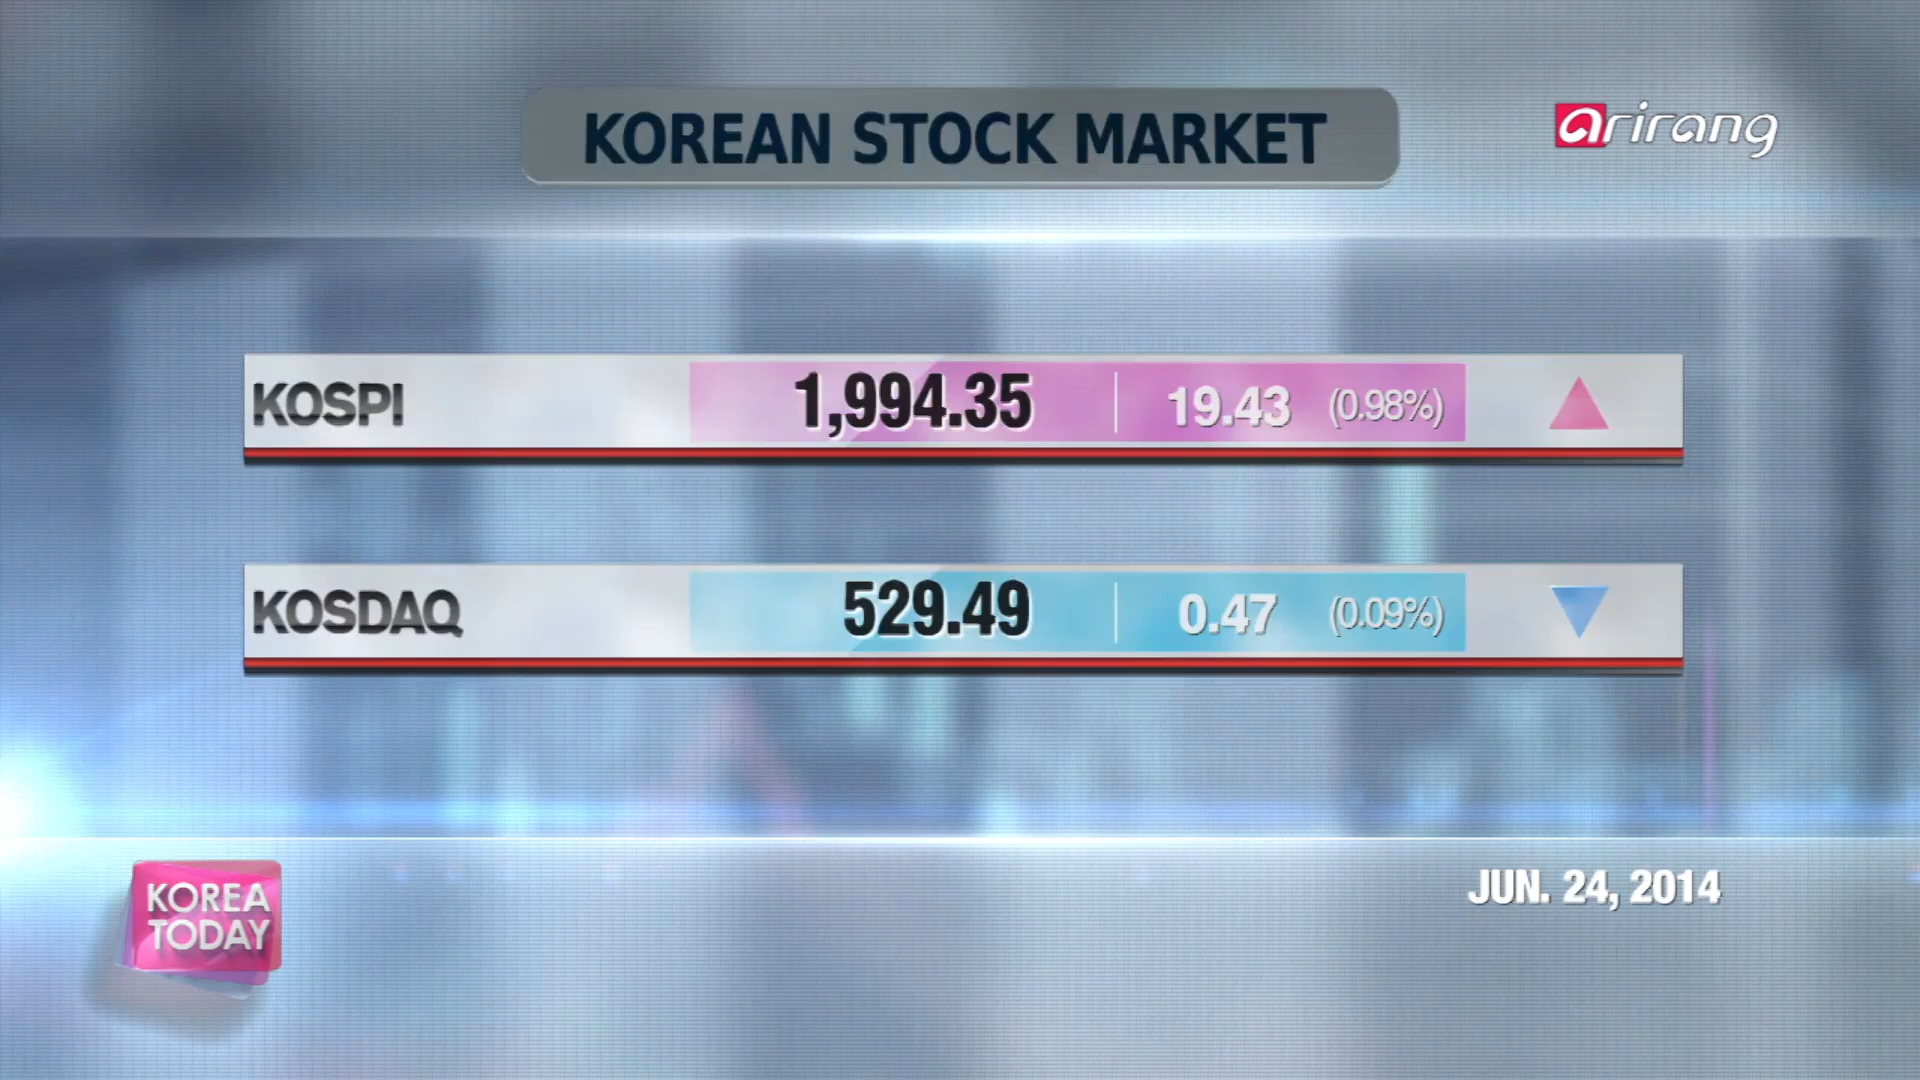 KOREAN STOCK MARKET
arirang
KOSPI 1,994.35 19.43 (0.98%) ▲
KOSDAQ 529.49 0.47 (0.09%) ▼
KOREA
TODAY
JUN. 24, 2014